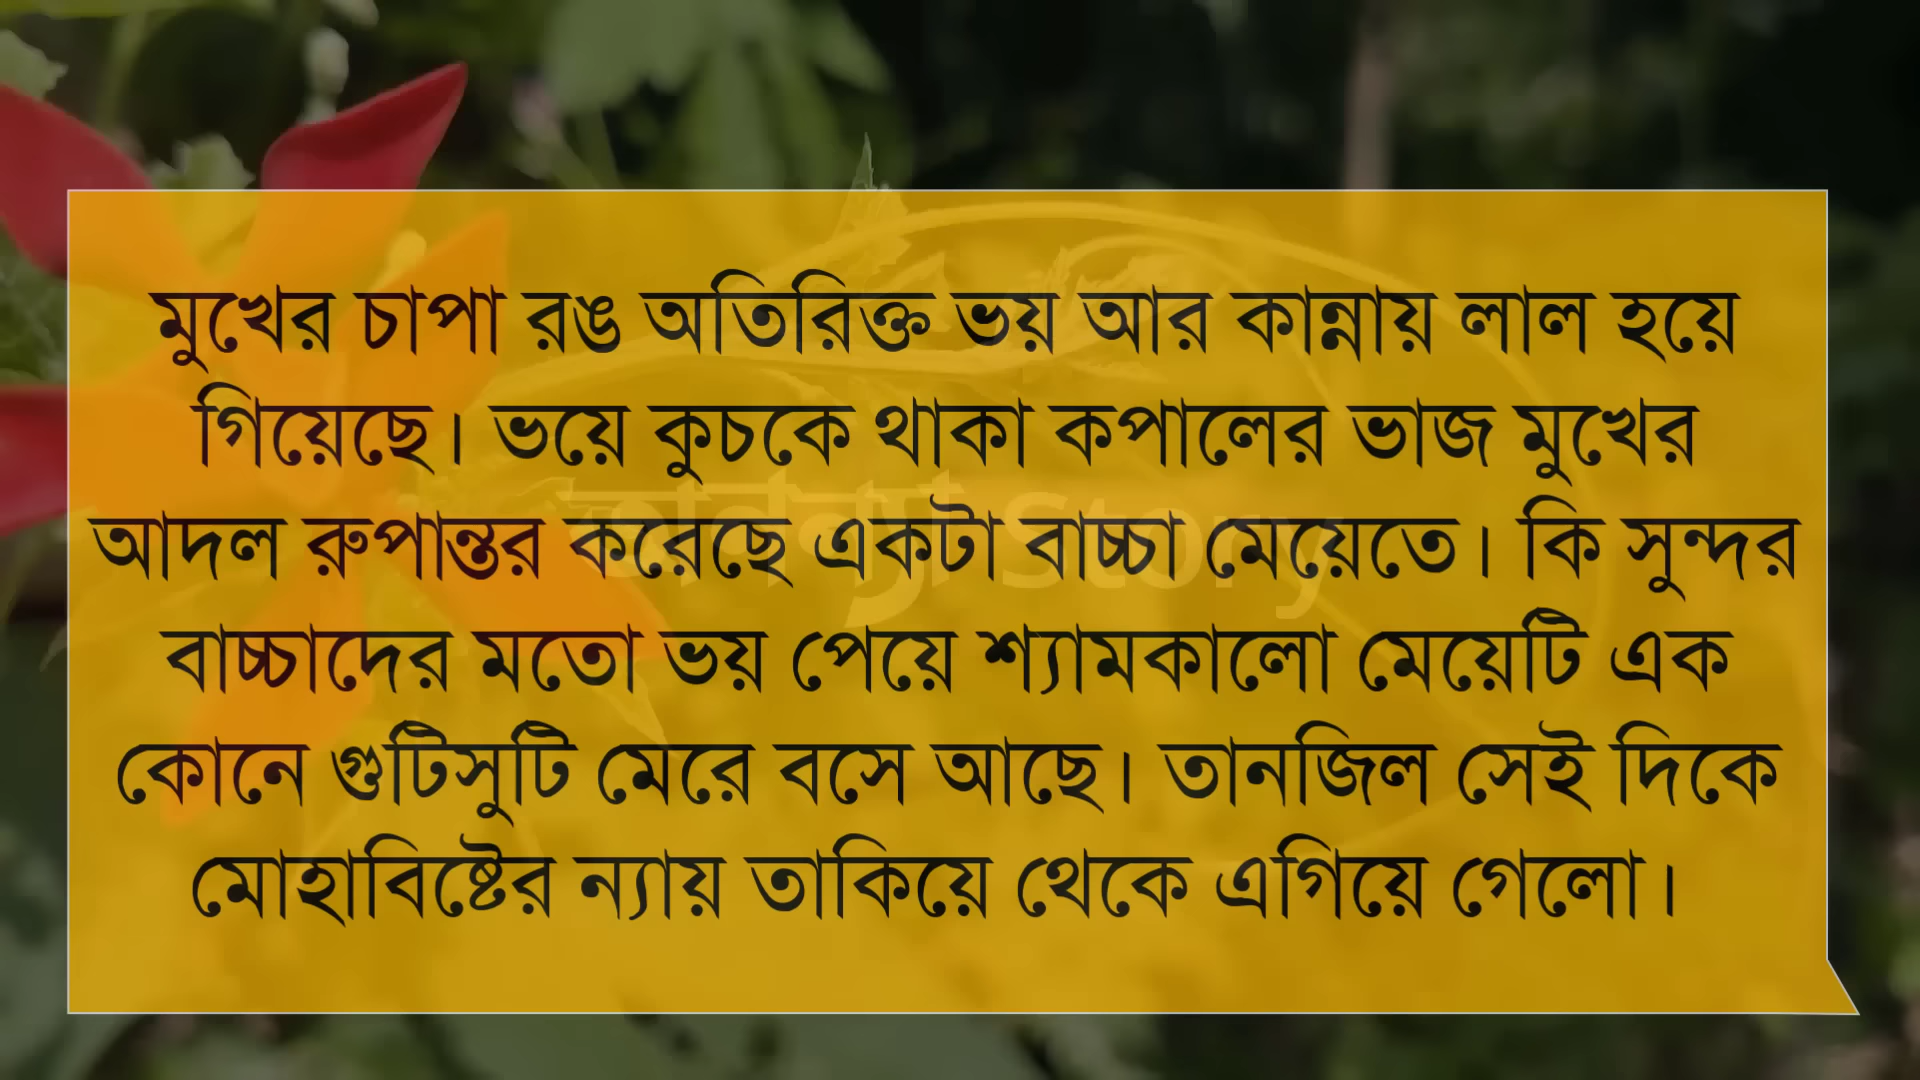 মুখের চাপা রঙ অতিরিক্ত ভয় আর কান্নায় লাল হয়ে
গিয়েছে। ভয়ে কুচকে থাকা কপালের ভাজ মুখের
আদল রুপান্তর করেছে একটা বাচ্চা মেয়েতে। কি সুন্দর
বাচ্চাদের মতো ভয় পেয়ে শ্যামকালো মেয়েটি এক
কোনে গুটিসুটি মেরে বসে আছে। তানজিল সেই দিকে
মোহাবিষ্টের ন্যায় তাকিয়ে থেকে এগিয়ে গেলো।
Story